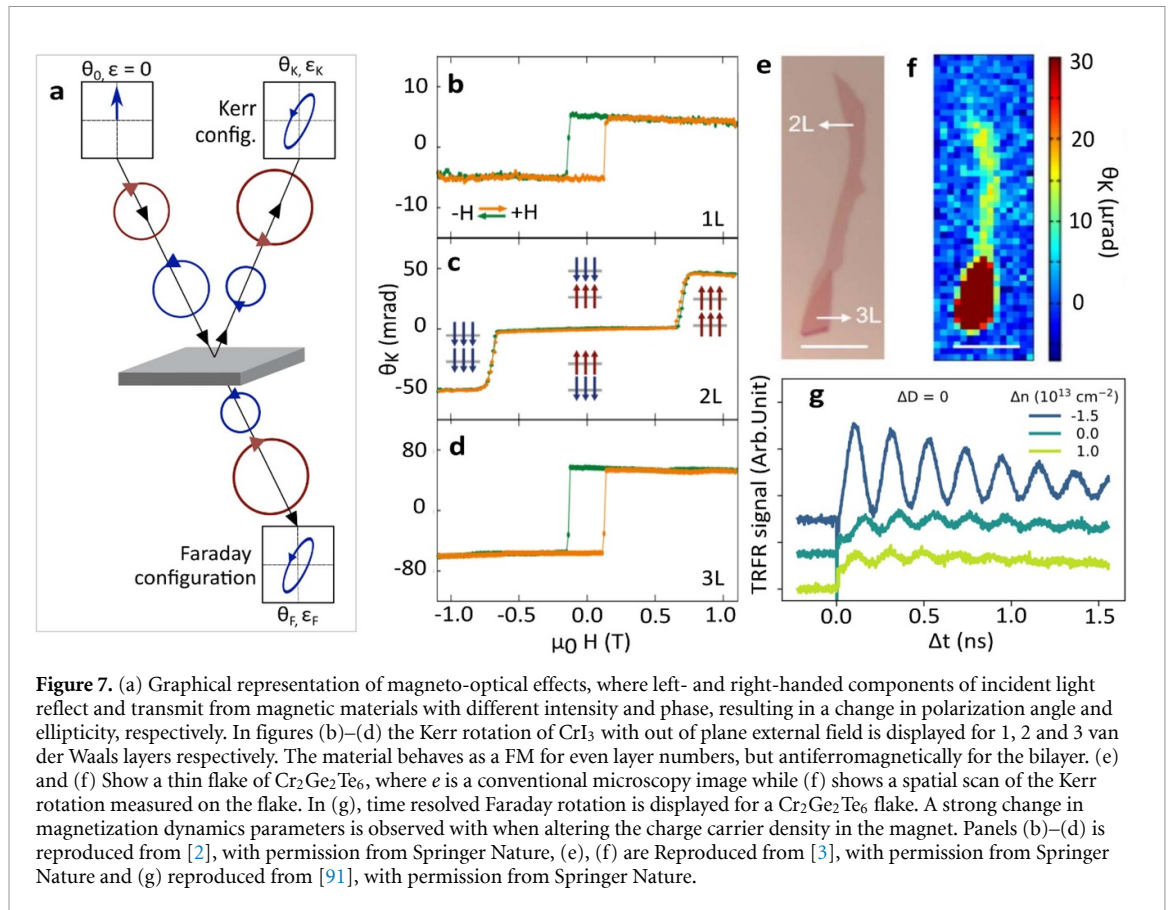 a
θ0, ε = 0
θK, εK
Kerr
config.
Faraday
configuration
θF, εF
b
10
0
-10
-H +H
1L
c
50
0
-50
θK (mrad)
2L
d
80
0
-80
3L
-1.0 -0.5 0.0 0.5 1.0
μ0 H (T)
e
2L
3L
f
30
20
10
0
θK (μrad)
g
ΔD = 0
Δn (10¹³ cm⁻²)
-1.5
0.0
1.0
TRFR signal (Arb.Unit)
0.0 0.5 1.0 1.5
Δt (ns)
Figure 7. (a) Graphical representation of magneto-optical effects, where left- and right-handed components of incident light
reflect and transmit from magnetic materials with different intensity and phase, resulting in a change in polarization angle and
ellipticity, respectively. In figures (b)–(d) the Kerr rotation of CrI3 with out of plane external field is displayed for 1, 2 and 3 van
der Waals layers respectively. The material behaves as a FM for even layer numbers, but antiferromagnetically for the bilayer. (e)
and (f) Show a thin flake of Cr2Ge2Te6, where e is a conventional microscopy image while (f) shows a spatial scan of the Kerr
rotation measured on the flake. In (g), time resolved Faraday rotation is displayed for a Cr2Ge2Te6 flake. A strong change in
magnetization dynamics parameters is observed with when altering the charge carrier density in the magnet. Panels (b)–(d) is
reproduced from [2], with permission from Springer Nature, (e), (f) are Reproduced from [3], with permission from Springer
Nature and (g) reproduced from [91], with permission from Springer Nature.